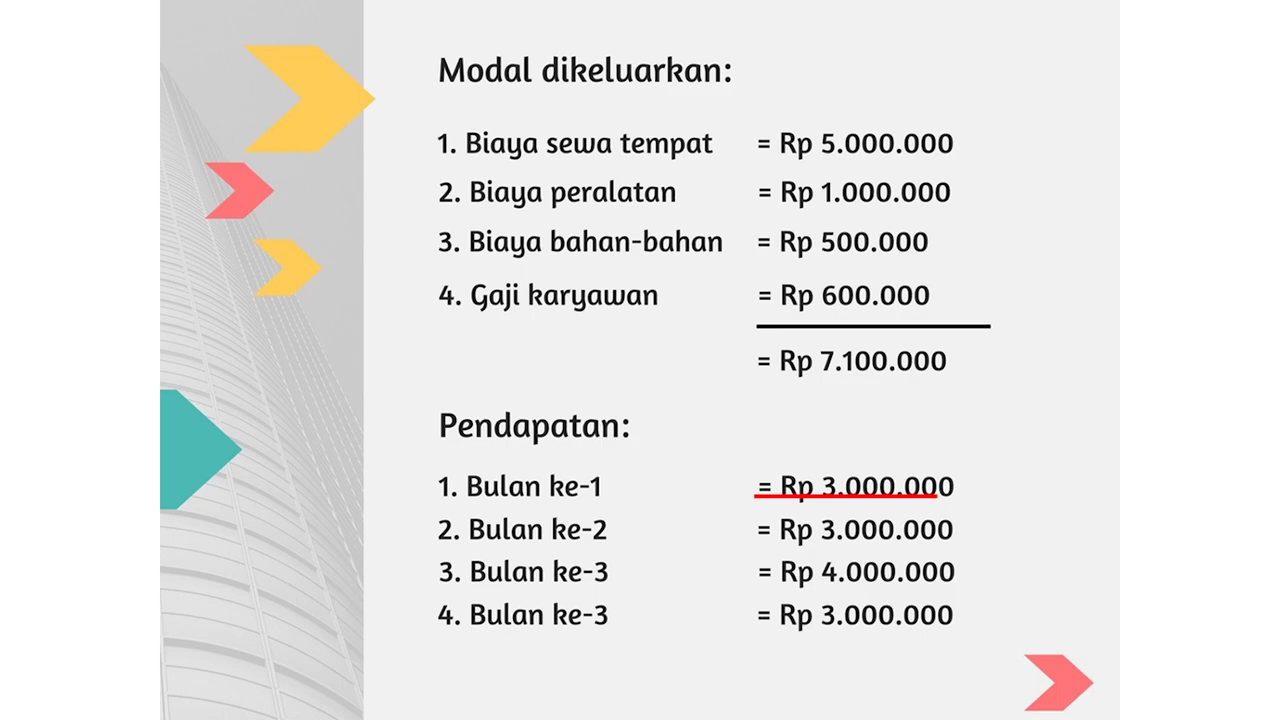 Modal dikeluarkan:
1. Biaya sewa tempat = Rp 5.000.000
2. Biaya peralatan = Rp 1.000.000
3. Biaya bahan-bahan = Rp 500.000
4. Gaji karyawan = Rp 600.000
= Rp 7.100.000
Pendapatan:
1. Bulan ke-1 = Rp 3.000.000
2. Bulan ke-2 = Rp 3.000.000
3. Bulan ke-3 = Rp 4.000.000
4. Bulan ke-3 = Rp 3.000.000